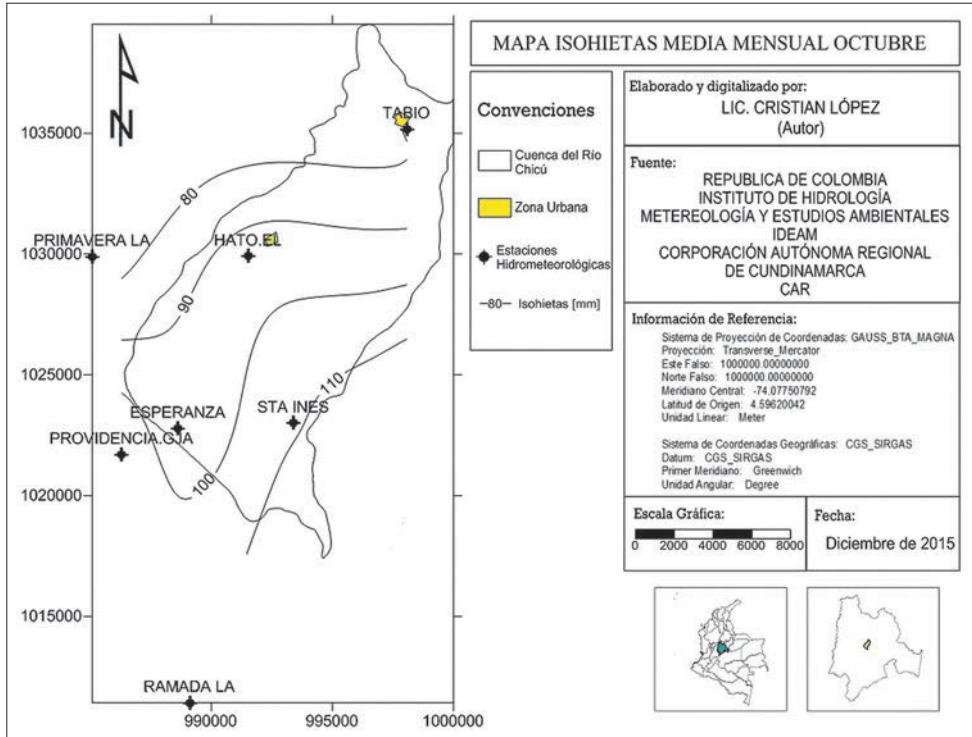 MAPA ISOHIETAS MEDIA MENSUAL OCTUBRE
N
1035000
1030000
1025000
1020000
1015000
990000
995000
1000000
TABIO
80
PRIMAVERA LA
HATO.EL
90
110
ESPERANZA
STA INES
PROVIDENCIA.GJA
100
RAMADA LA
Convenciones
Cuenca del Río
Chicú
Zona Urbana
Estaciones
Hidrometeorológicas
80
Isohietas [mm]
Elaborado y digitalizado por:
LIC. CRISTIAN LÓPEZ
(Autor)
Fuente:
REPUBLICA DE COLOMBIA
INSTITUTO DE HIDROLOGÍA
METEREOLOGÍA Y ESTUDIOS AMBIENTALES
IDEAM
CORPORACIÓN AUTÓNOMA REGIONAL
DE CUNDINAMARCA
CAR
Información de Referencia:
Sistema de Proyección de Coordenadas: GAUSS_BTA_MAGNA
Proyección: Transverse_Mercator
Este Falso: 1000000.00000000
Norte Falso: 1000000.00000000
Meridiano Central: -74.07750792
Latitud de Origen: 4.59620042
Unidad Linear: Meter
Sistema de Coordenadas Geográficas: CGS_SIRGAS
Datum: CGS_SIRGAS
Primer Meridiano: Greenwich
Unidad Angular: Degree
Escala Gráfica:
0 2000 4000 6000 8000
Fecha:
Diciembre de 2015